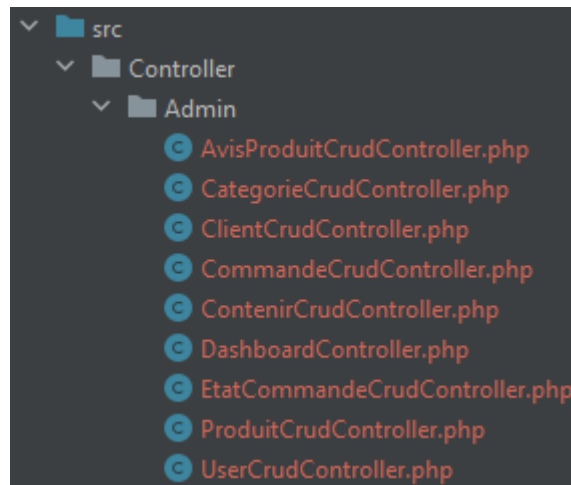 src
Controller
Admin
C AvisProduitCrudController.php
C CategorieCrudController.php
C ClientCrudController.php
C CommandeCrudController.php
C ContenirCrudController.php
C DashboardController.php
C EtatCommandeCrudController.php
C ProduitCrudController.php
C UserCrudController.php